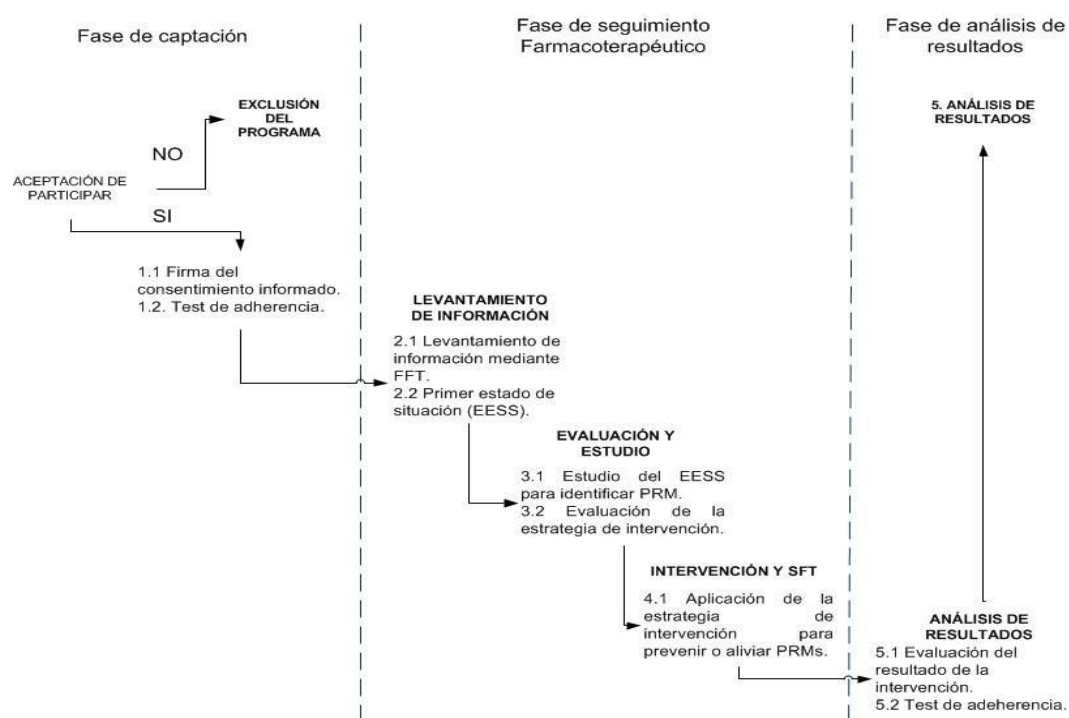 Fase de captación
Fase de seguimiento
Farmacoterapéutico
Fase de análisis de
resultados
EXCLUSIÓN
DEL
PROGRAMA
NO
ACEPTACIÓN DE
PARTICIPAR
SI
1.1 Firma del
consentimiento informado.
1.2. Test de adherencia.
LEVANTAMIENTO
DE INFORMACIÓN
2.1 Levantamiento de
información mediante
FFT.
2.2 Primer estado de
situación (EESS).
EVALUACIÓN Y
ESTUDIO
3.1 Estudio del EESS
para identificar PRM.
3.2 Evaluación de la
estrategia de intervención.
INTERVENCIÓN Y SFT
4.1 Aplicación de la
estrategia de
intervención para
prevenir o aliviar PRMs.
5. ANÁLISIS DE
RESULTADOS
ANÁLISIS DE
RESULTADOS
5.1 Evaluación del
resultado de la
intervención.
5.2 Test de adeherencia.